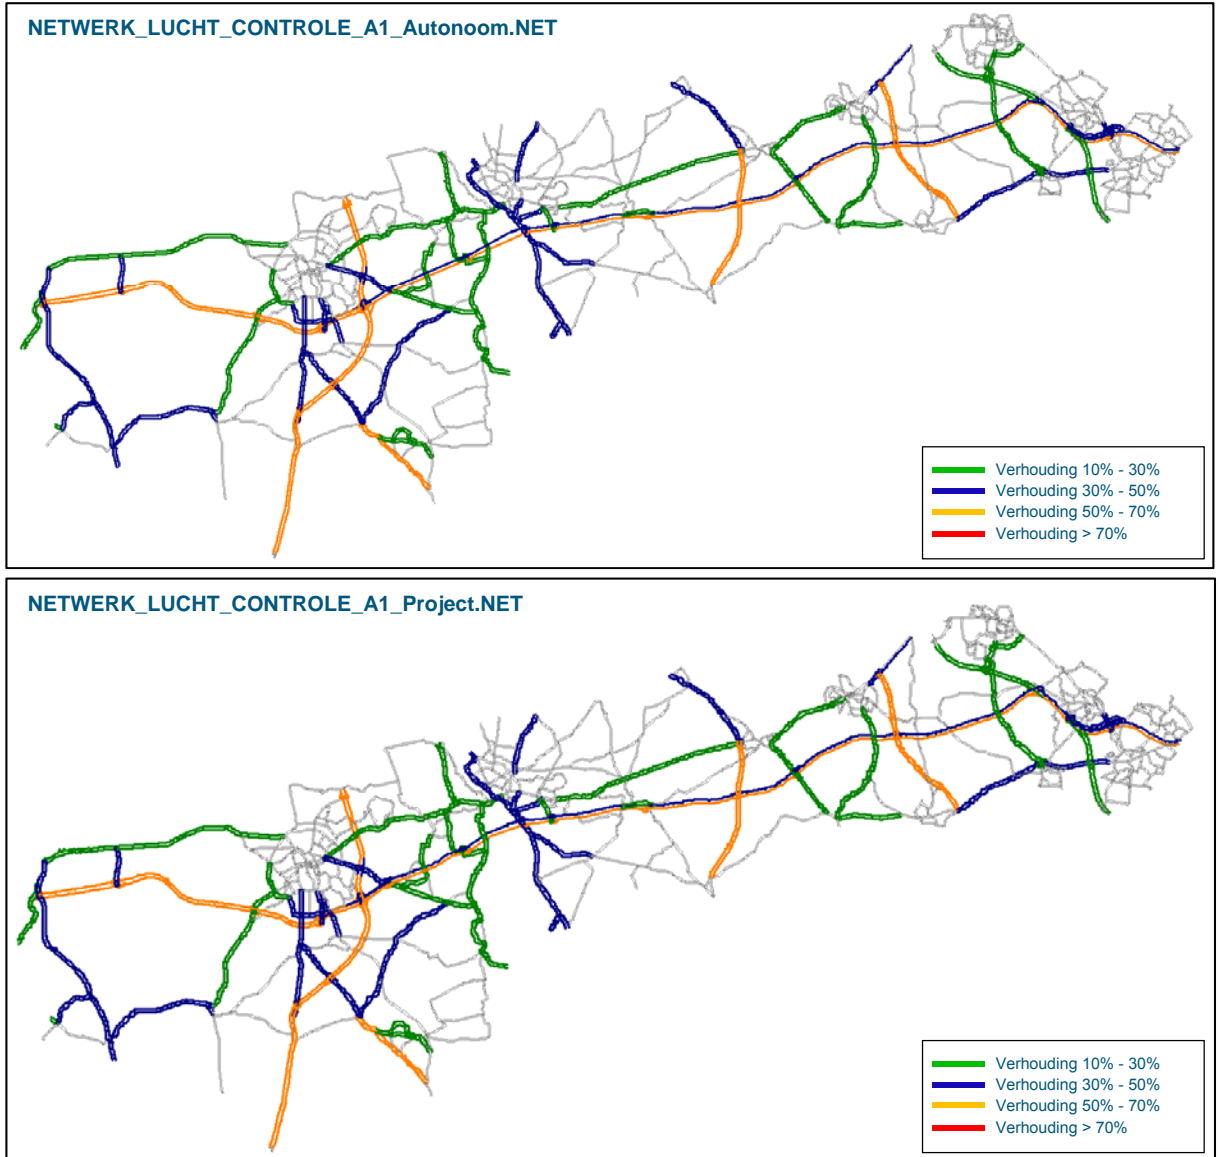 NETWERK_LUCHT_CONTROLE_A1_Autonoom.NET
Verhouding 10% - 30%
Verhouding 30% - 50%
Verhouding 50% - 70%
Verhouding > 70%
NETWERK_LUCHT_CONTROLE_A1_Project.NET
Verhouding 10% - 30%
Verhouding 30% - 50%
Verhouding 50% - 70%
Verhouding > 70%